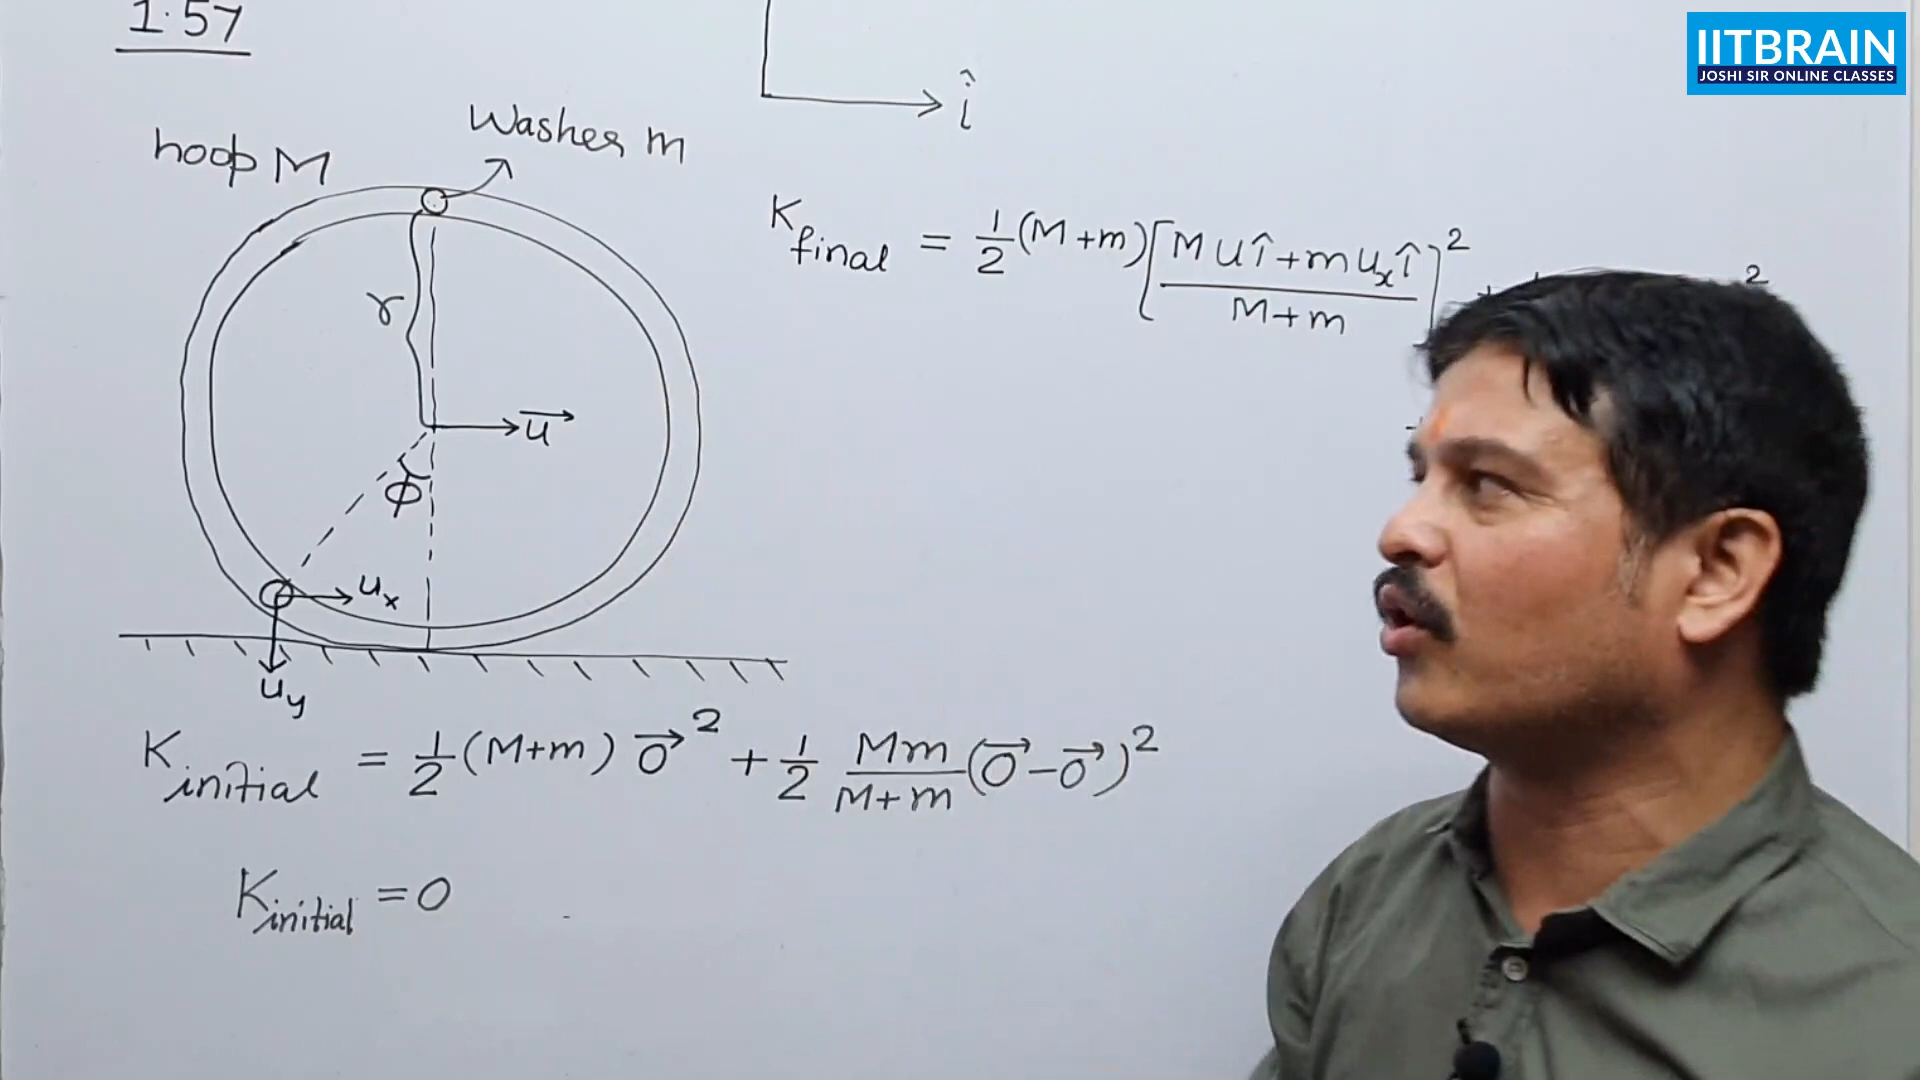 1.57
IITBRAIN
JOSHI SIR ONLINE CLASSES
î
Washer m
hoop M
K_final = 1/2 (M+m) [(M u î + m u_x î)/(M+m)]² + ²
r
u⃗
ϕ
u_x
u_y
K_initial = 1/2 (M+m) 0⃗² + 1/2 Mm/(M+m) (0⃗ − 0⃗)²
K_initial = 0